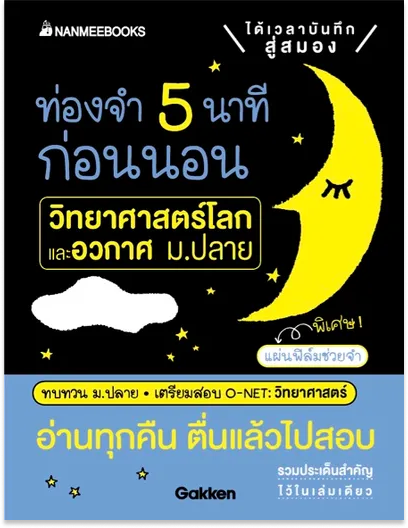 NANMEEBOOKS
ได้เวลาบันทึก
สู่สมอง
ท่องจำ 5 นาที
ก่อนนอน
วิทยาศาสตร์โลก
และอวกาศ ม.ปลาย
พิเศษ!
แผ่นฟิล์มช่วยจำ
ทบทวน ม.ปลาย • เตรียมสอบ O-NET: วิทยาศาสตร์
อ่านทุกคืน ตื่นแล้วไปสอบ
รวมประเด็นสำคัญ
ไว้ในเล่มเดียว
Gakken